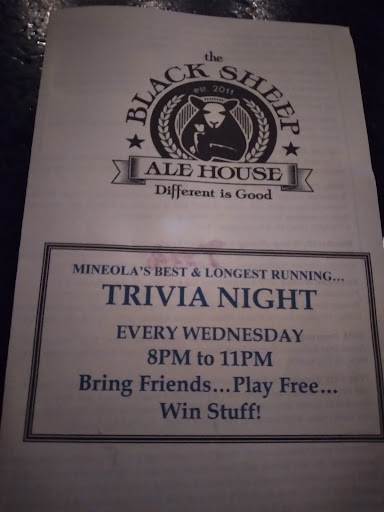 the
BLACK SHEEP
est. 2011
ALE HOUSE
Different is Good
MINEOLA'S BEST & LONGEST RUNNING...
TRIVIA NIGHT
EVERY WEDNESDAY
8PM to 11PM
Bring Friends...Play Free...
Win Stuff!